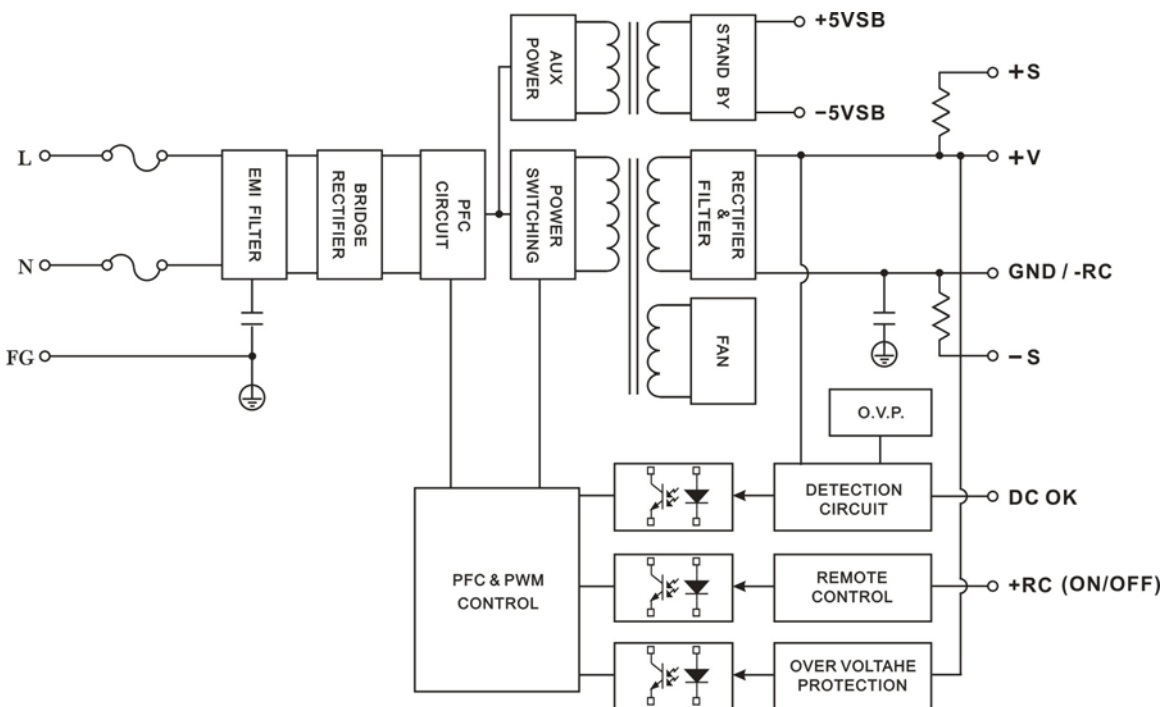 AUX
POWER
STAND BY
+5VSB
−5VSB
+S
L
N
FG
EMI FILTER
BRIDGE
RECTIFIER
PFC
CIRCUIT
POWER
SWITCHING
RECTIFIER
&
FILTER
+V
GND / -RC
−S
FAN
O.V.P.
DETECTION
CIRCUIT
DC OK
PFC & PWM
CONTROL
REMOTE
CONTROL
+RC (ON/OFF)
OVER VOLTAHE
PROTECTION